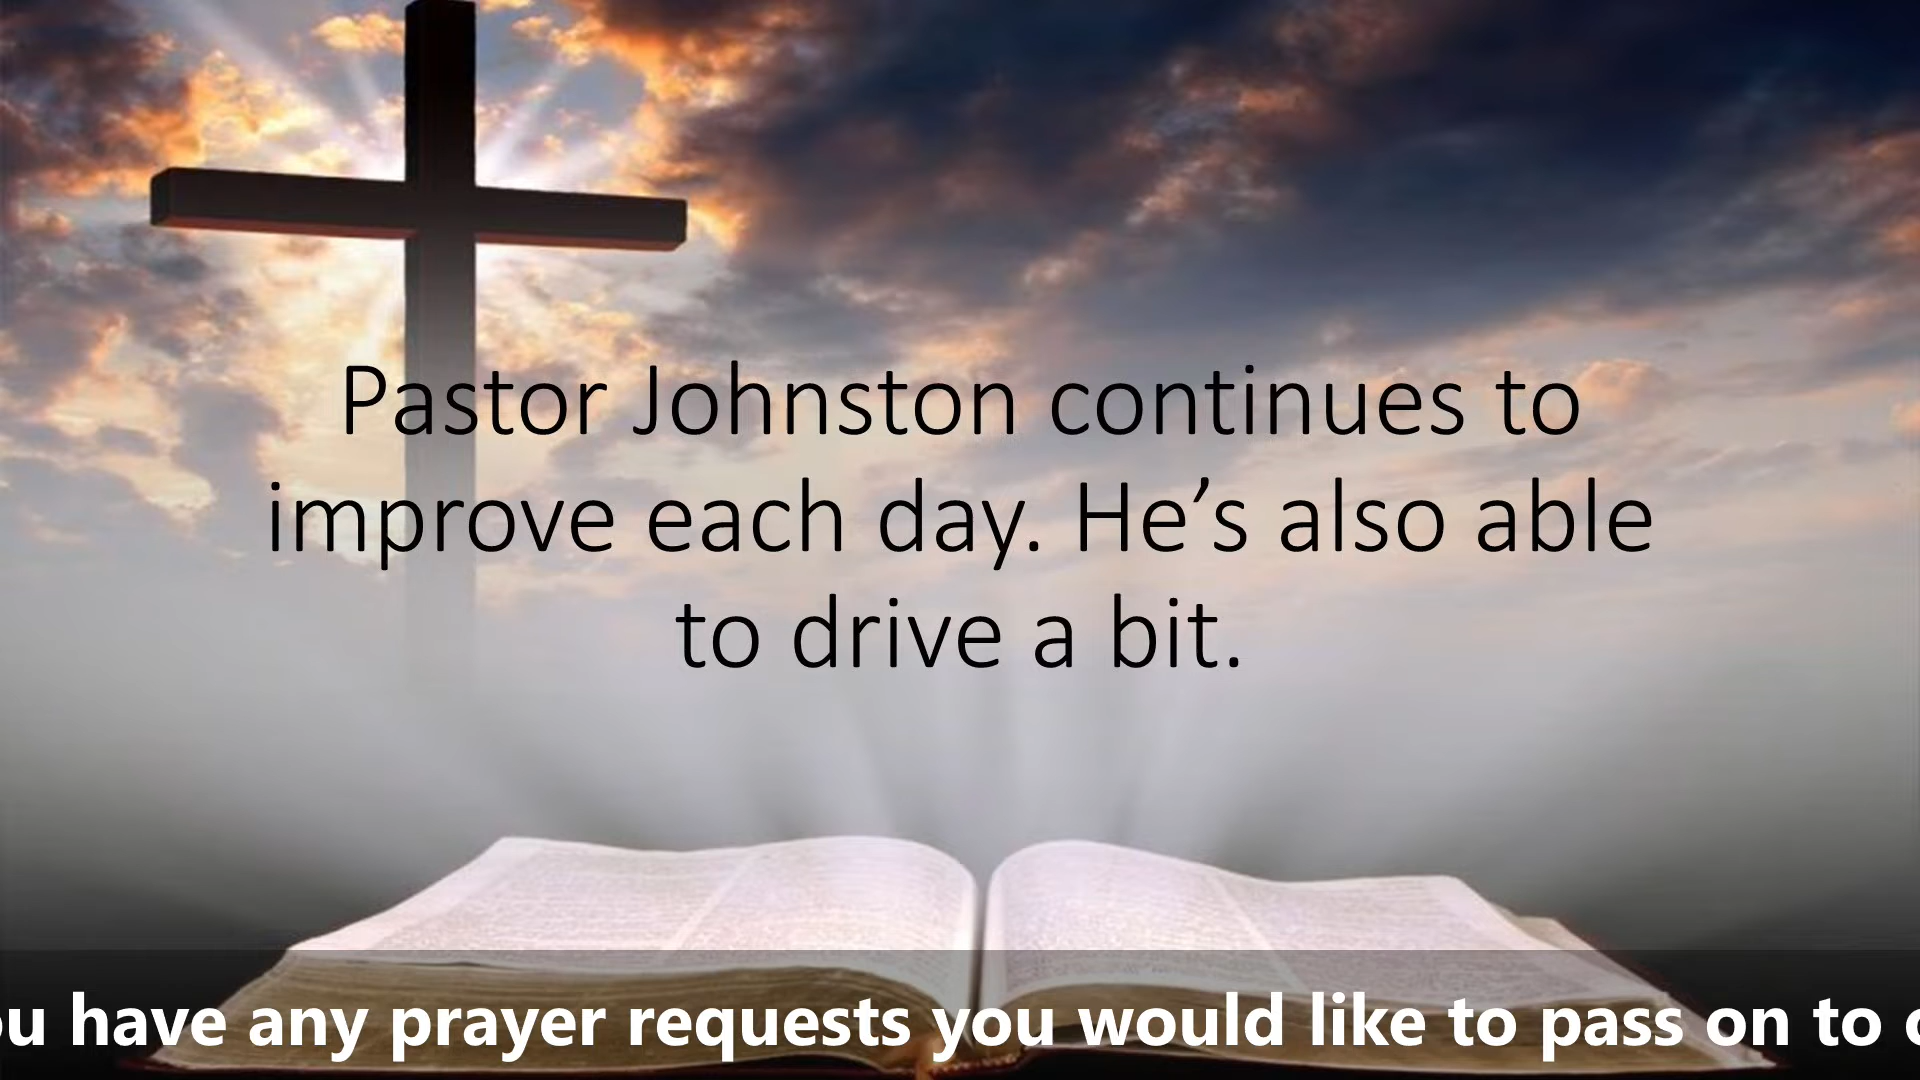 Pastor Johnston continues to
improve each day. He’s also able
to drive a bit.
have any prayer requests you would like to pass on to